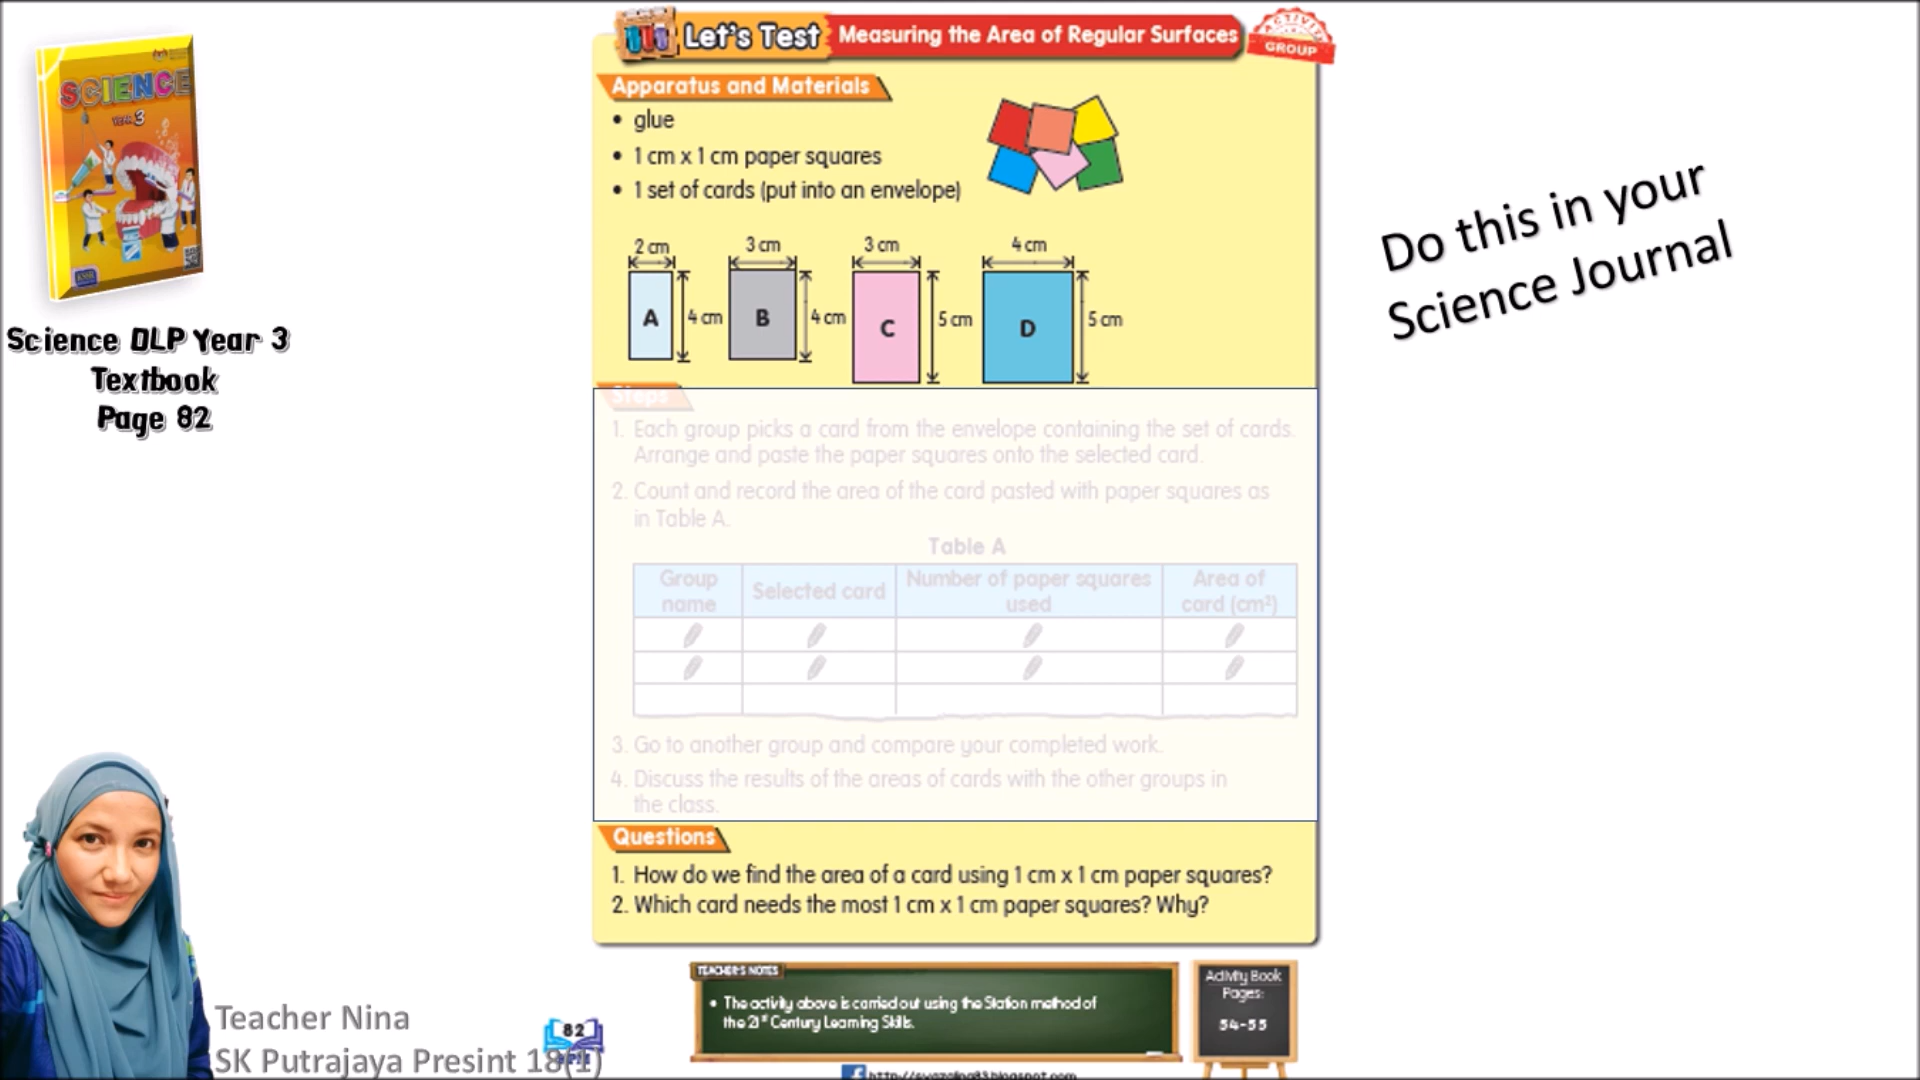 Let's Test
Measuring the Area of Regular Surfaces
ACTIVITY
GROUP
Apparatus and Materials
• glue
• 1 cm x 1 cm paper squares
• 1 set of cards (put into an envelope)
2 cm
3 cm
3 cm
4 cm
A
4 cm
B
4 cm
C
5 cm
D
5 cm
Steps
1. Each group picks a card from the envelope containing the set of cards.
Arrange and paste the paper squares onto the selected card.
2. Count and record the area of the card pasted with paper squares as
in Table A.
Table A
Group
name
Selected card
Number of paper squares
used
Area of
card (cm²)
3. Go to another group and compare your completed work.
4. Discuss the results of the areas of cards with the other groups in
the class.
Questions
1. How do we find the area of a card using 1 cm x 1 cm paper squares?
2. Which card needs the most 1 cm x 1 cm paper squares? Why?
TEACHER'S NOTES
• The activity above is carried out using the Station method of
the 21st Century Learning Skills.
Activity Book
Pages:
54-55
82
SCIENCE
YEAR 3
Science DLP Year 3
Textbook
Page 82
Do this in your
Science Journal
Teacher Nina
SK Putrajaya Presint 18(1)